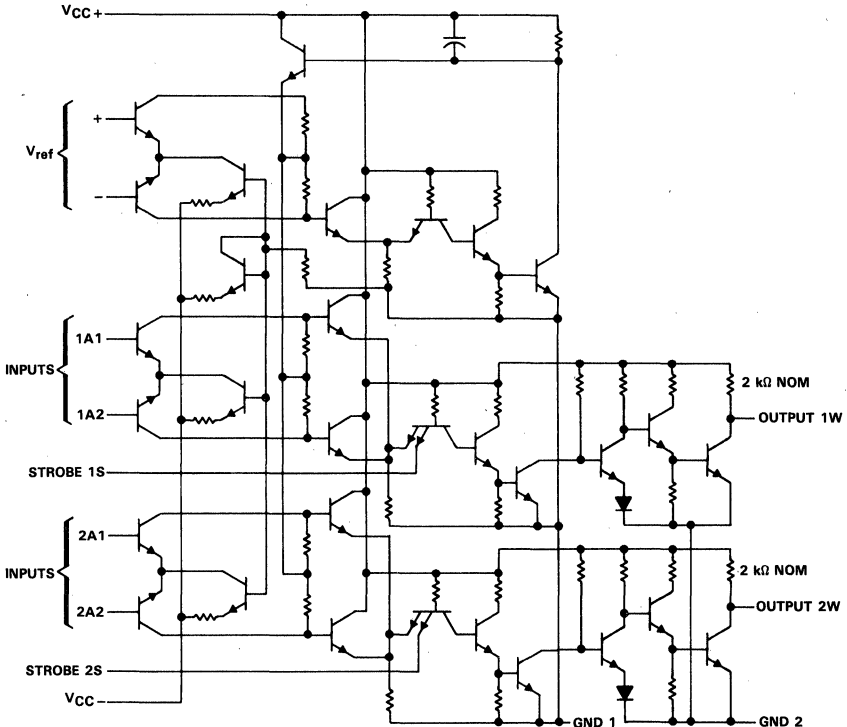 VCC+
+
Vref
−
1A1
INPUTS
2 kΩ NOM
OUTPUT 1W
1A2
STROBE 1S
2A1
INPUTS
2 kΩ NOM
2A2
OUTPUT 2W
STROBE 2S
VCC−
GND 1
GND 2